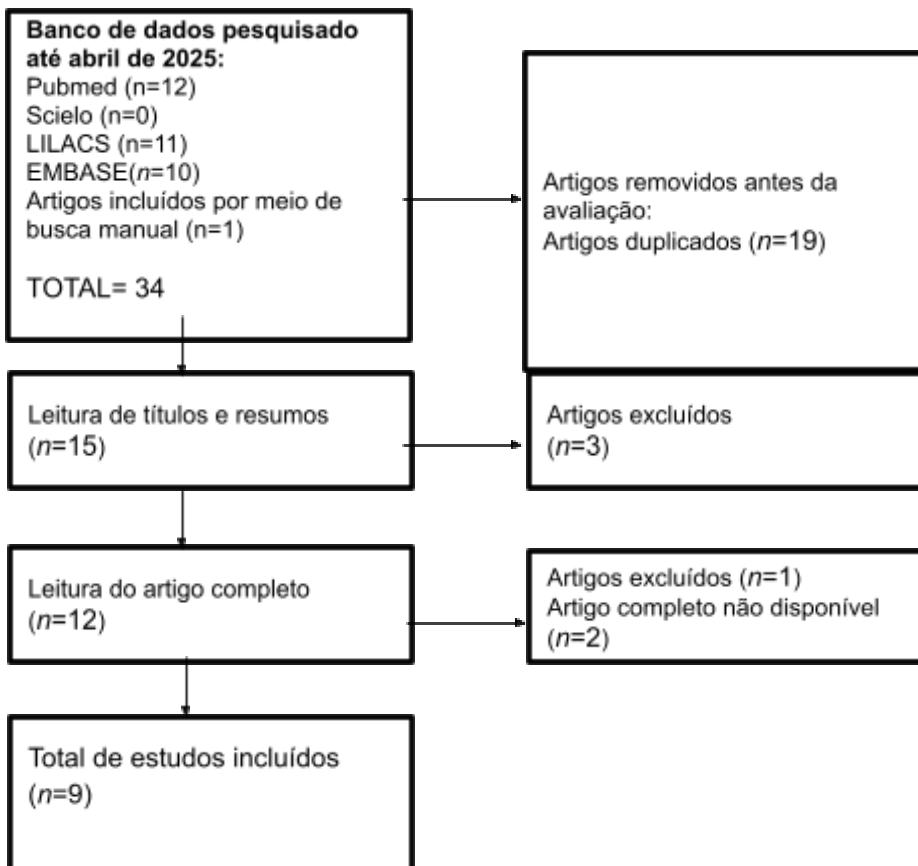 Banco de dados pesquisado
até abril de 2025:
Pubmed (n=12)
Scielo (n=0)
LILACS (n=11)
EMBASE(n=10)
Artigos incluídos por meio de
busca manual (n=1)
TOTAL= 34
Artigos removidos antes da
avaliação:
Artigos duplicados (n=19)
Leitura de títulos e resumos
(n=15)
Artigos excluídos
(n=3)
Leitura do artigo completo
(n=12)
Artigos excluídos (n=1)
Artigo completo não disponível
(n=2)
Total de estudos incluídos
(n=9)